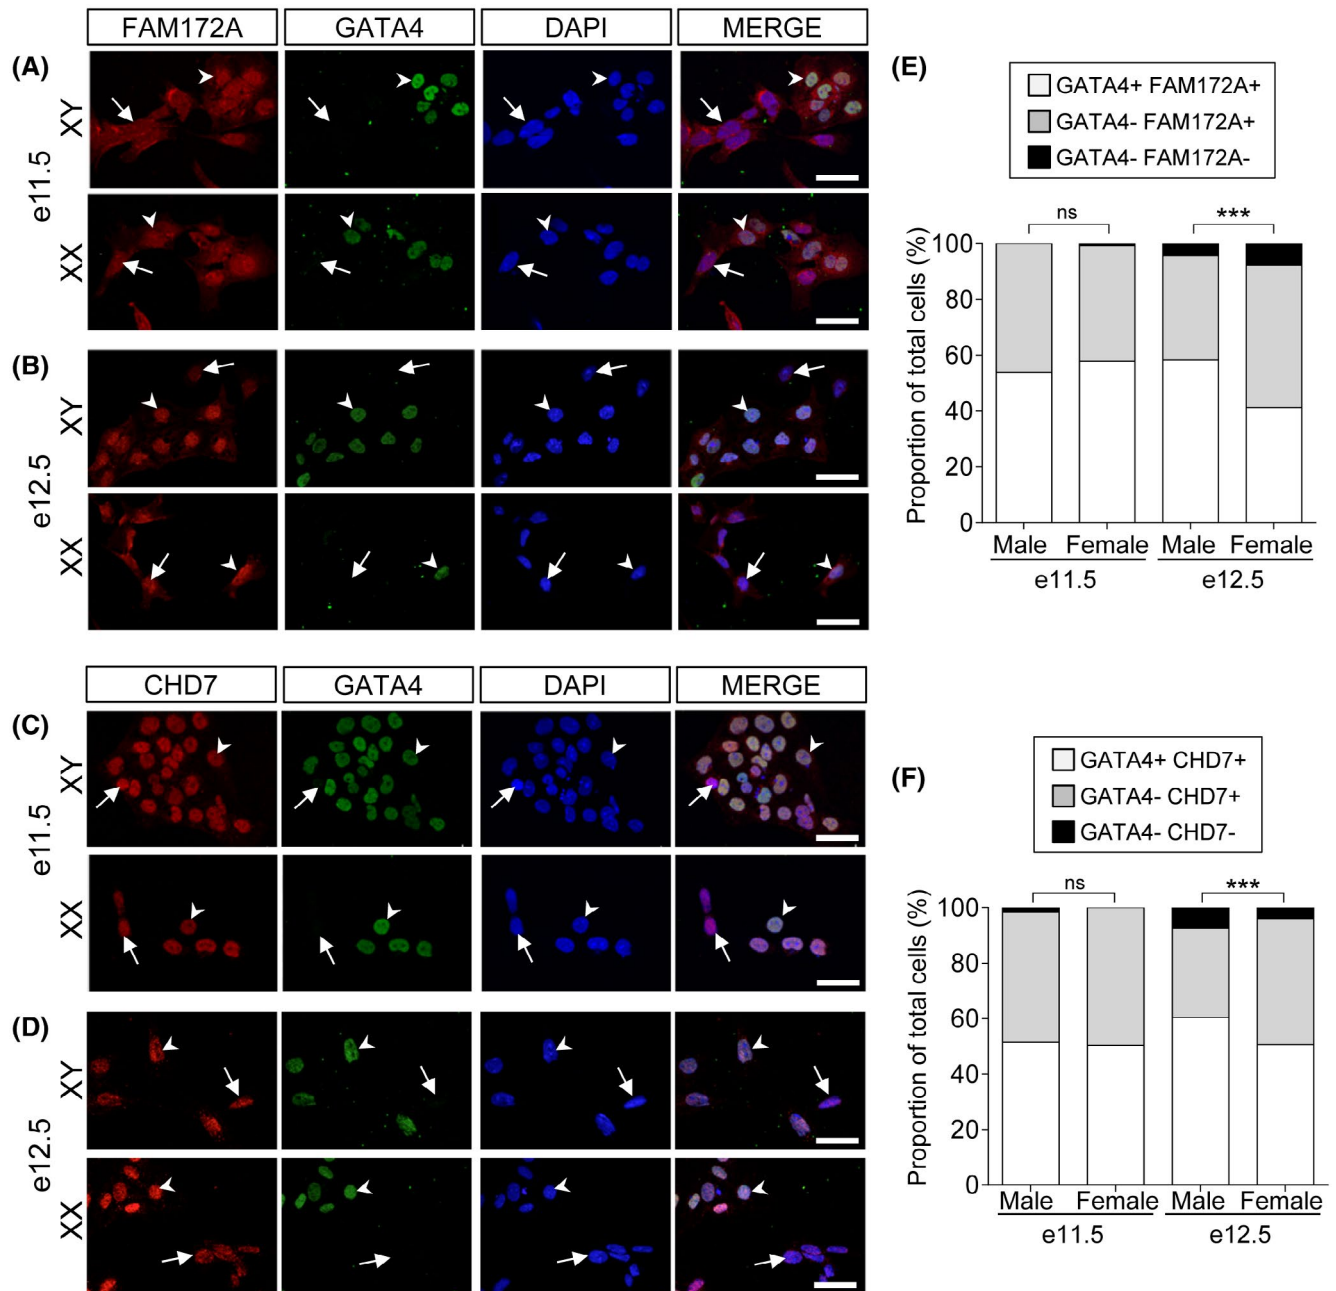 FAM172A GATA4 DAPI MERGE
(A)
XY
XX
e11.5
(B)
XY
XX
e12.5
CHD7 GATA4 DAPI MERGE
(C)
XY
XX
e11.5
(D)
XY
XX
e12.5
(E)
GATA4+ FAM172A+
GATA4- FAM172A+
GATA4- FAM172A-
ns ***
Proportion of total cells (%)
100
80
60
40
20
0
Male Female Male Female
e11.5 e12.5
(F)
GATA4+ CHD7+
GATA4- CHD7+
GATA4- CHD7-
ns ***
Proportion of total cells (%)
100
80
60
40
20
0
Male Female Male Female
e11.5 e12.5